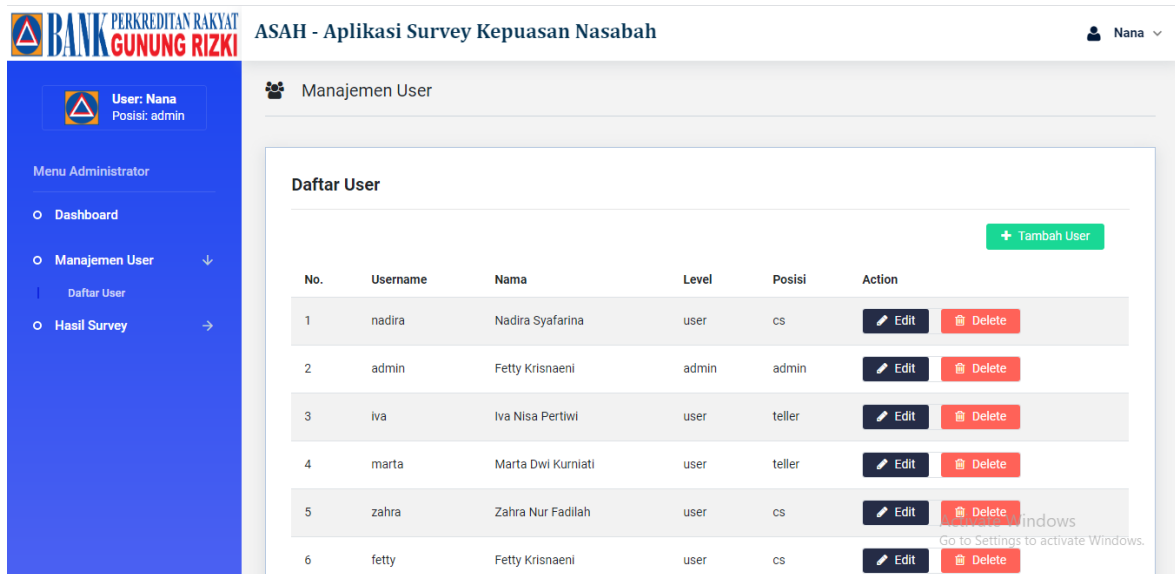 BANK PERKREDITAN RAKYAT GUNUNG RIZKI
ASAH - Aplikasi Survey Kepuasan Nasabah
Nana
User: Nana
Posisi: admin
Menu Administrator
Dashboard
Manajemen User
Daftar User
Hasil Survey
Manajemen User
Daftar User
+ Tambah User
No. Username Nama Level Posisi Action
1 nadira Nadira Syafarina user cs Edit Delete
2 admin Fetty Krisnaeni admin admin Edit Delete
3 iva Iva Nisa Pertiwi user teller Edit Delete
4 marta Marta Dwi Kurniati user teller Edit Delete
5 zahra Zahra Nur Fadilah user cs Edit Delete
6 fetty Fetty Krisnaeni user cs Edit Delete
Activate Windows
Go to Settings to activate Windows.